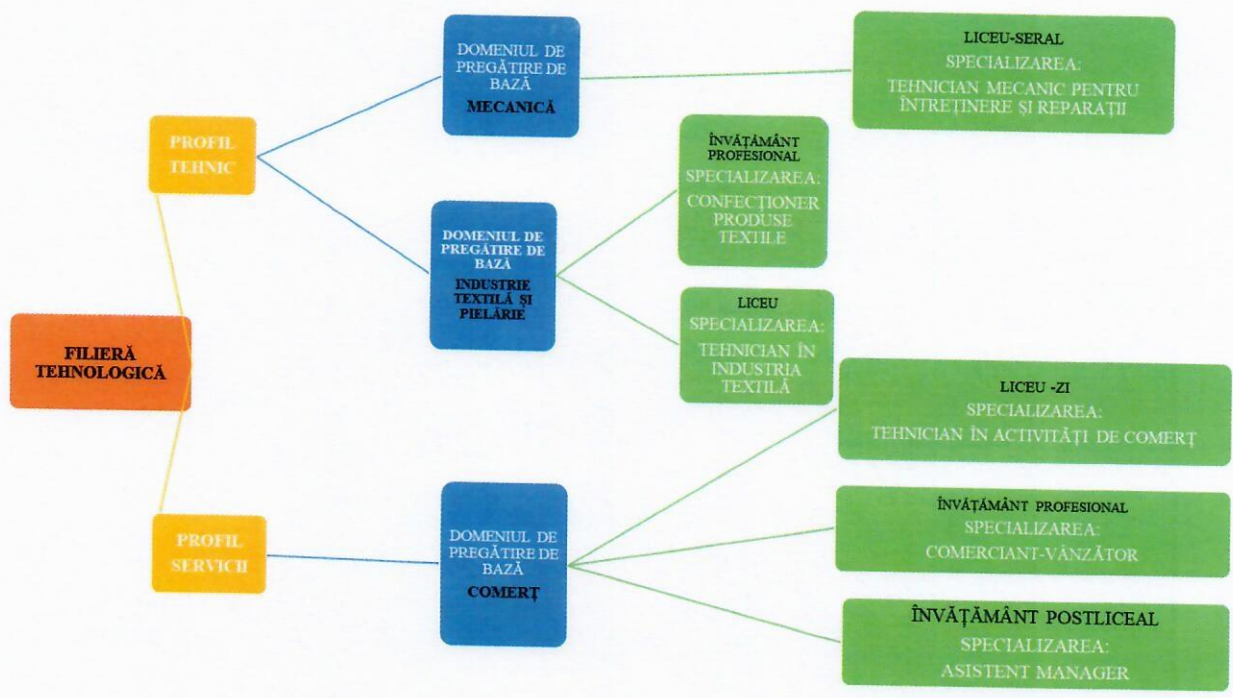 FILIERĂ
TEHNOLOGICĂ
PROFIL
TEHNIC
DOMENIUL DE
PREGĂTIRE DE
BAZĂ
MECANICĂ
LICEU-SERAL
SPECIALIZAREA:
TEHNICIAN MECANIC PENTRU
ÎNTREȚINERE ȘI REPARAȚII
DOMENIUL DE
PREGĂTIRE DE
BAZĂ
INDUSTRIE
TEXTILĂ ȘI
PIELĂRIE
ÎNVĂȚĂMÂNT
PROFESIONAL
SPECIALIZAREA:
CONFECȚIONER
PRODUSE
TEXTILE
LICEU
SPECIALIZAREA:
TEHNICIAN ÎN
INDUSTRIA
TEXTILĂ
PROFIL
SERVICII
DOMENIUL DE
PREGĂTIRE DE
BAZĂ
COMERȚ
LICEU -ZI
SPECIALIZAREA:
TEHNICIAN ÎN ACTIVITĂȚI DE COMERȚ
ÎNVĂȚĂMÂNT PROFESIONAL
SPECIALIZAREA:
COMERCIANT-VÂNZĂTOR
ÎNVĂȚĂMÂNT POSTLICEAL
SPECIALIZAREA:
ASISTENT MANAGER